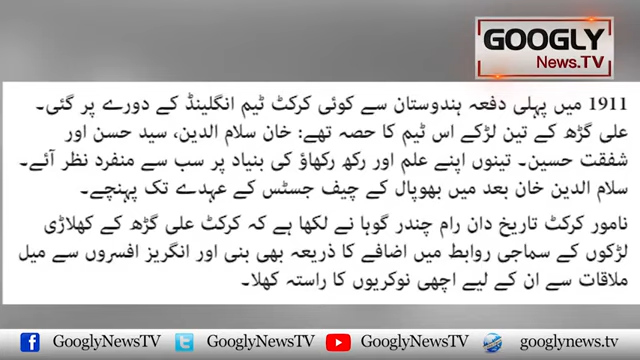 GOOGLY
News.TV
1911 میں پہلی دفعہ ہندوستان سے کوئی کرکٹ ٹیم انگلینڈ کے دورے پر گئی۔
علی گڑھ کے تین لڑکے اس ٹیم کا حصہ تھے: خان سلام الدین، سید حسن اور
شفقت حسین۔ تینوں اپنے علم اور رکھ رکھاؤ کی بنیاد پر سب سے منفرد نظر آئے۔
سلام الدین خان بعد میں بھوپال کے چیف جسٹس کے عہدے تک پہنچے۔
نامور کرکٹ تاریخ دان رام چندر گوہا نے لکھا ہے کہ کرکٹ علی گڑھ کے کھلاڑی
لڑکوں کے سماجی روابط میں اضافے کا ذریعہ بھی بنی اور انگریز افسروں سے میل
ملاقات سے ان کے لیے اچھی نوکریوں کا راستہ کھلا۔
GooglyNewsTV GooglyNewsTV GooglyNewsTV googlynews.tv